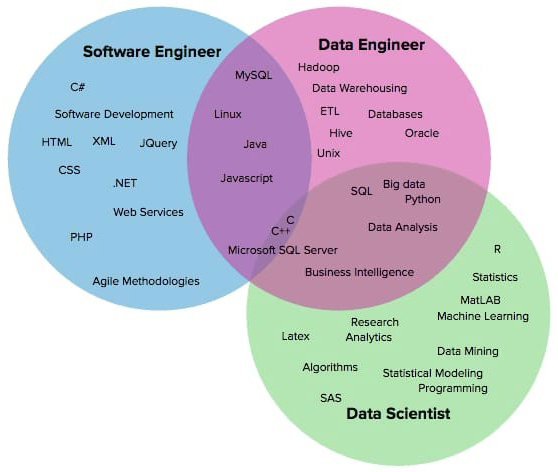 Software Engineer
Data Engineer
MySQL
Hadoop
C#
Data Warehousing
Software Development
Linux
ETL
Databases
HTML
XML
JQuery
Java
Hive
Oracle
Unix
CSS
.NET
Javascript
SQL
Big data
Python
Web Services
C
C++
Data Analysis
PHP
Microsoft SQL Server
R
Agile Methodologies
Business Intelligence
Statistics
MatLAB
Machine Learning
Research
Latex
Analytics
Data Mining
Algorithms
Statistical Modeling
Programming
SAS
Data Scientist